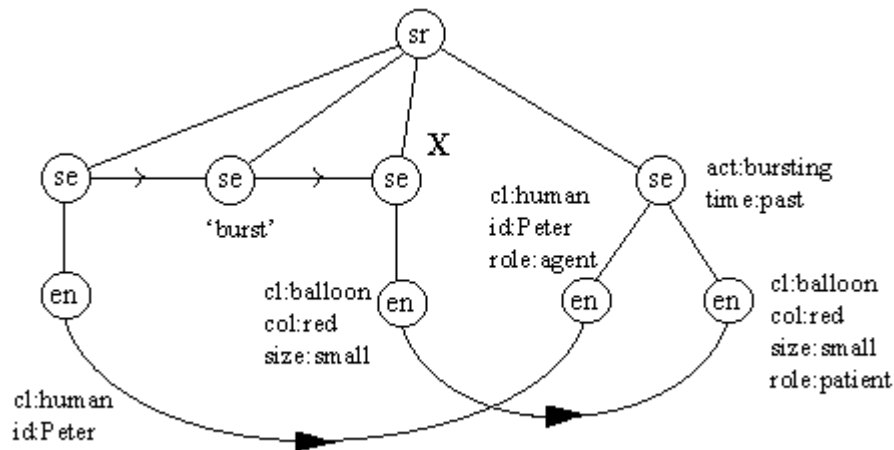 sr
X
se
se
se
se
act:bursting
time:past
'burst'
cl:human
id:Peter
role:agent
en
cl:balloon
col:red
size:small
en
en
en
cl:balloon
col:red
size:small
role:patient
cl:human
id:Peter